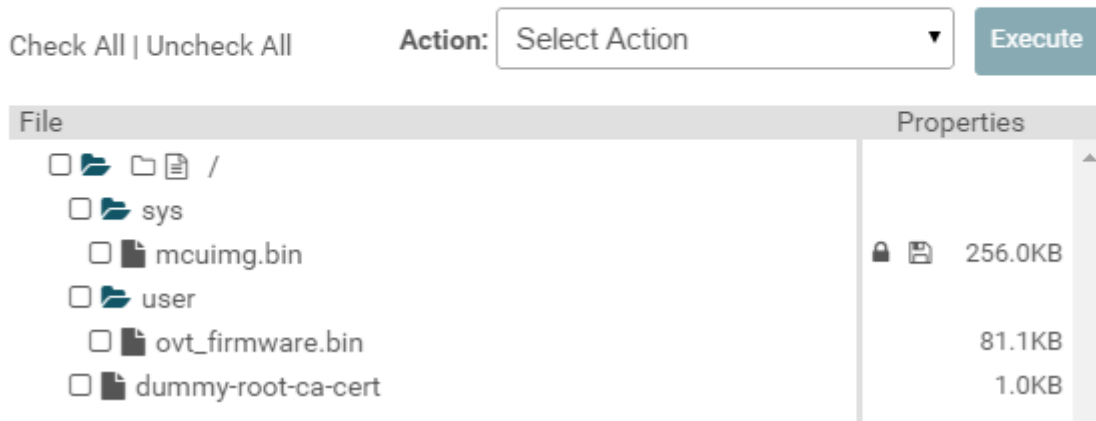 Check All | Uncheck All Action: Select Action Execute
File Properties
/
sys
mcuimg.bin 256.0KB
user
ovt_firmware.bin 81.1KB
dummy-root-ca-cert 1.0KB